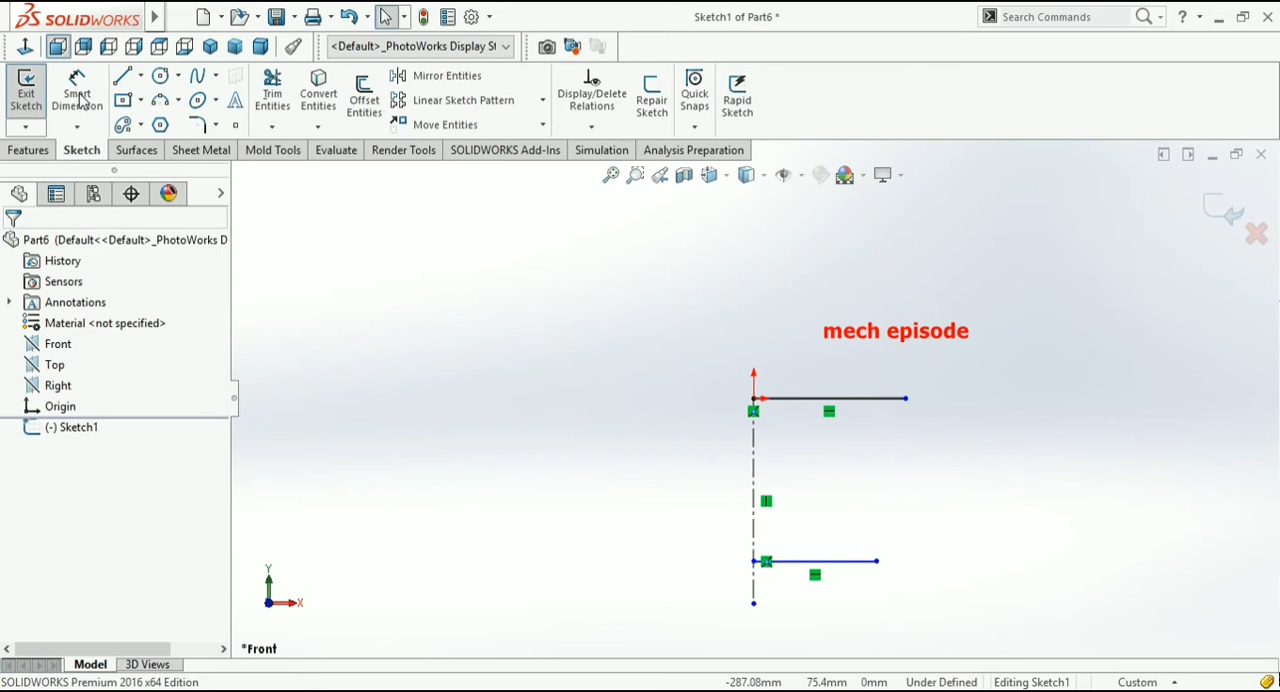 SOLIDWORKS
Sketch1 of Part6 *
Search Commands
?
<Default>_PhotoWorks Display St
Exit Sketch
Smart Dimension
Trim Entities
Convert Entities
Offset Entities
Mirror Entities
Linear Sketch Pattern
Move Entities
Display/Delete Relations
Repair Sketch
Quick Snaps
Rapid Sketch
Features
Sketch
Surfaces
Sheet Metal
Mold Tools
Evaluate
Render Tools
SOLIDWORKS Add-Ins
Simulation
Analysis Preparation
Part6 (Default<<Default>_PhotoWorks D
History
Sensors
Annotations
Material <not specified>
Front
Top
Right
Origin
(-) Sketch1
mech episode
Y
X
*Front
Model
3D Views
SOLIDWORKS Premium 2016 x64 Edition
-287.08mm
75.4mm
0mm
Under Defined
Editing Sketch1
Custom